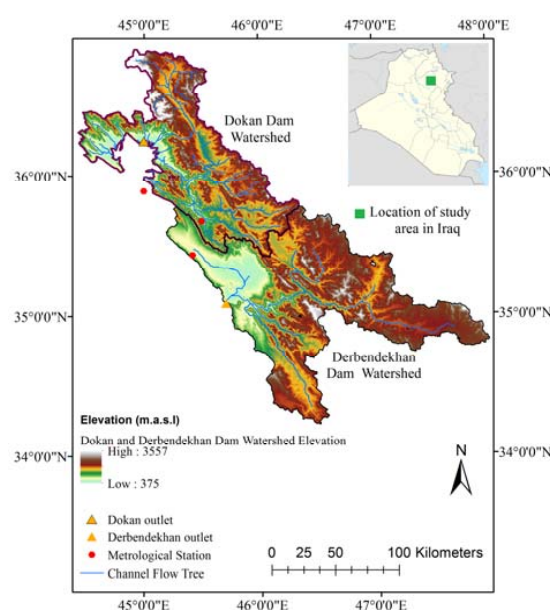 45°0'0"E 46°0'0"E 47°0'0"E 48°0'0"E
Dokan Dam
Watershed
36°0'0"N
36°0'0"N
Location of study
area in Iraq
35°0'0"N
35°0'0"N
Derbendekhan
Dam Watershed
Elevation (m.a.s.l)
Dokan and Derbendekhan Dam Watershed Elevation
High : 3557
Low : 375
34°0'0"N
34°0'0"N
N
Dokan outlet
Derbendekhan outlet
Metrological Station
Channel Flow Tree
0 25 50 100 Kilometers
45°0'0"E 46°0'0"E 47°0'0"E